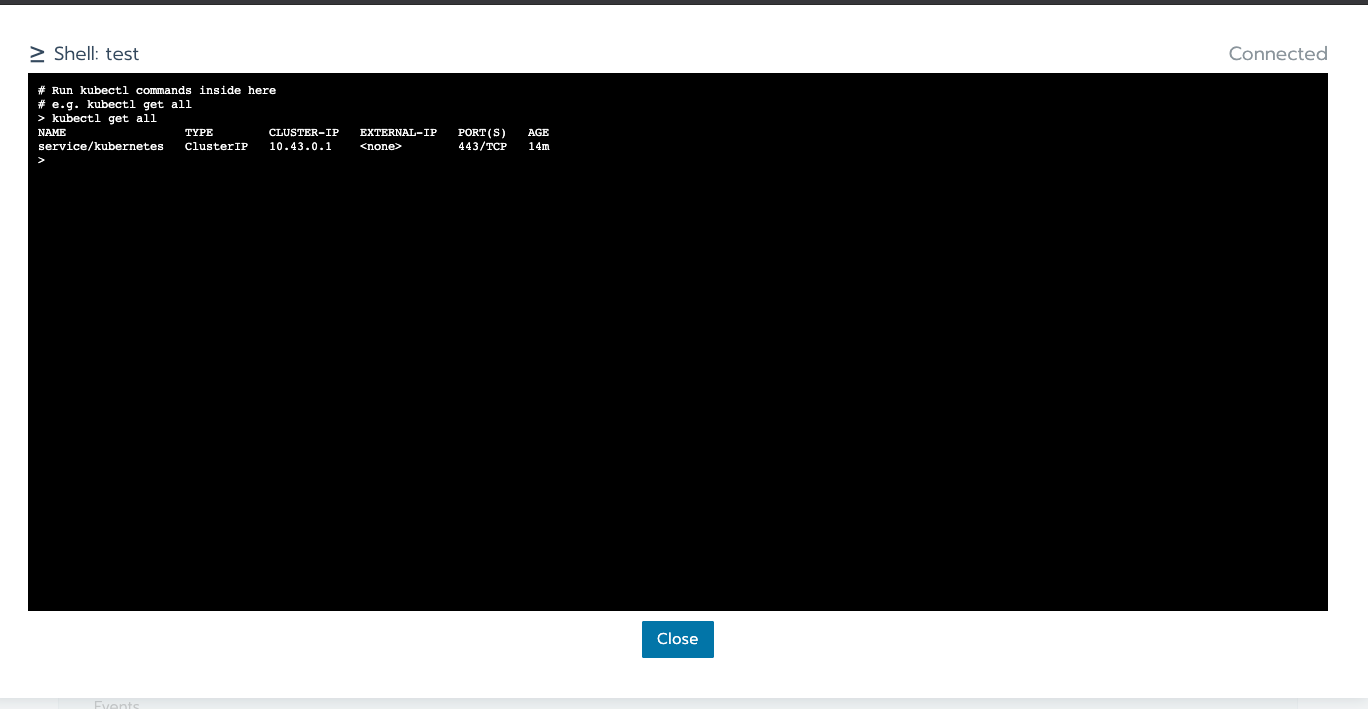 ≥ Shell: test
Connected
# Run kubectl commands inside here
# e.g. kubectl get all
> kubectl get all
NAME TYPE CLUSTER-IP EXTERNAL-IP PORT(S) AGE
service/kubernetes ClusterIP 10.43.0.1 <none> 443/TCP 14m
>
Close
Events